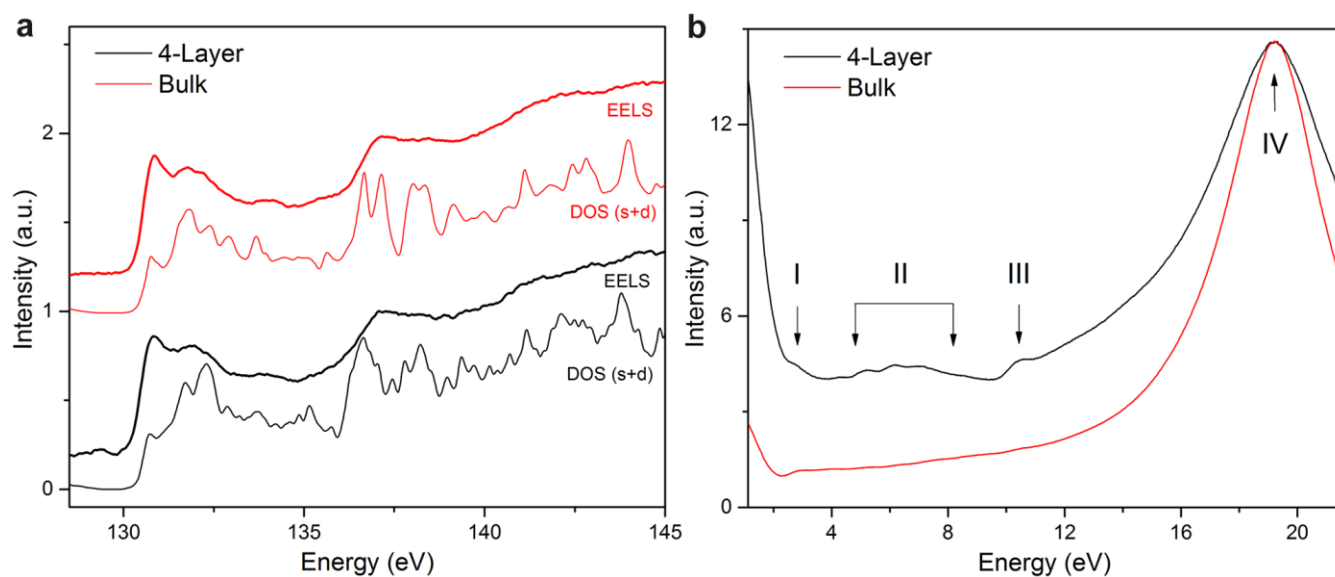 a
4-Layer
Bulk
EELS
DOS (s+d)
EELS
DOS (s+d)
Intensity (a.u.)
2
1
0
130
135
140
145
Energy (eV)
b
4-Layer
Bulk
I
II
III
IV
Intensity (a.u.)
12
6
0
4
8
12
16
20
Energy (eV)